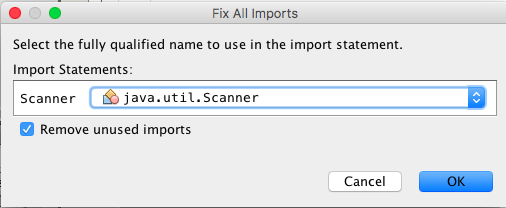 Fix All Imports
Select the fully qualified name to use in the import statement.
Import Statements:
Scanner java.util.Scanner
Remove unused imports
Cancel OK